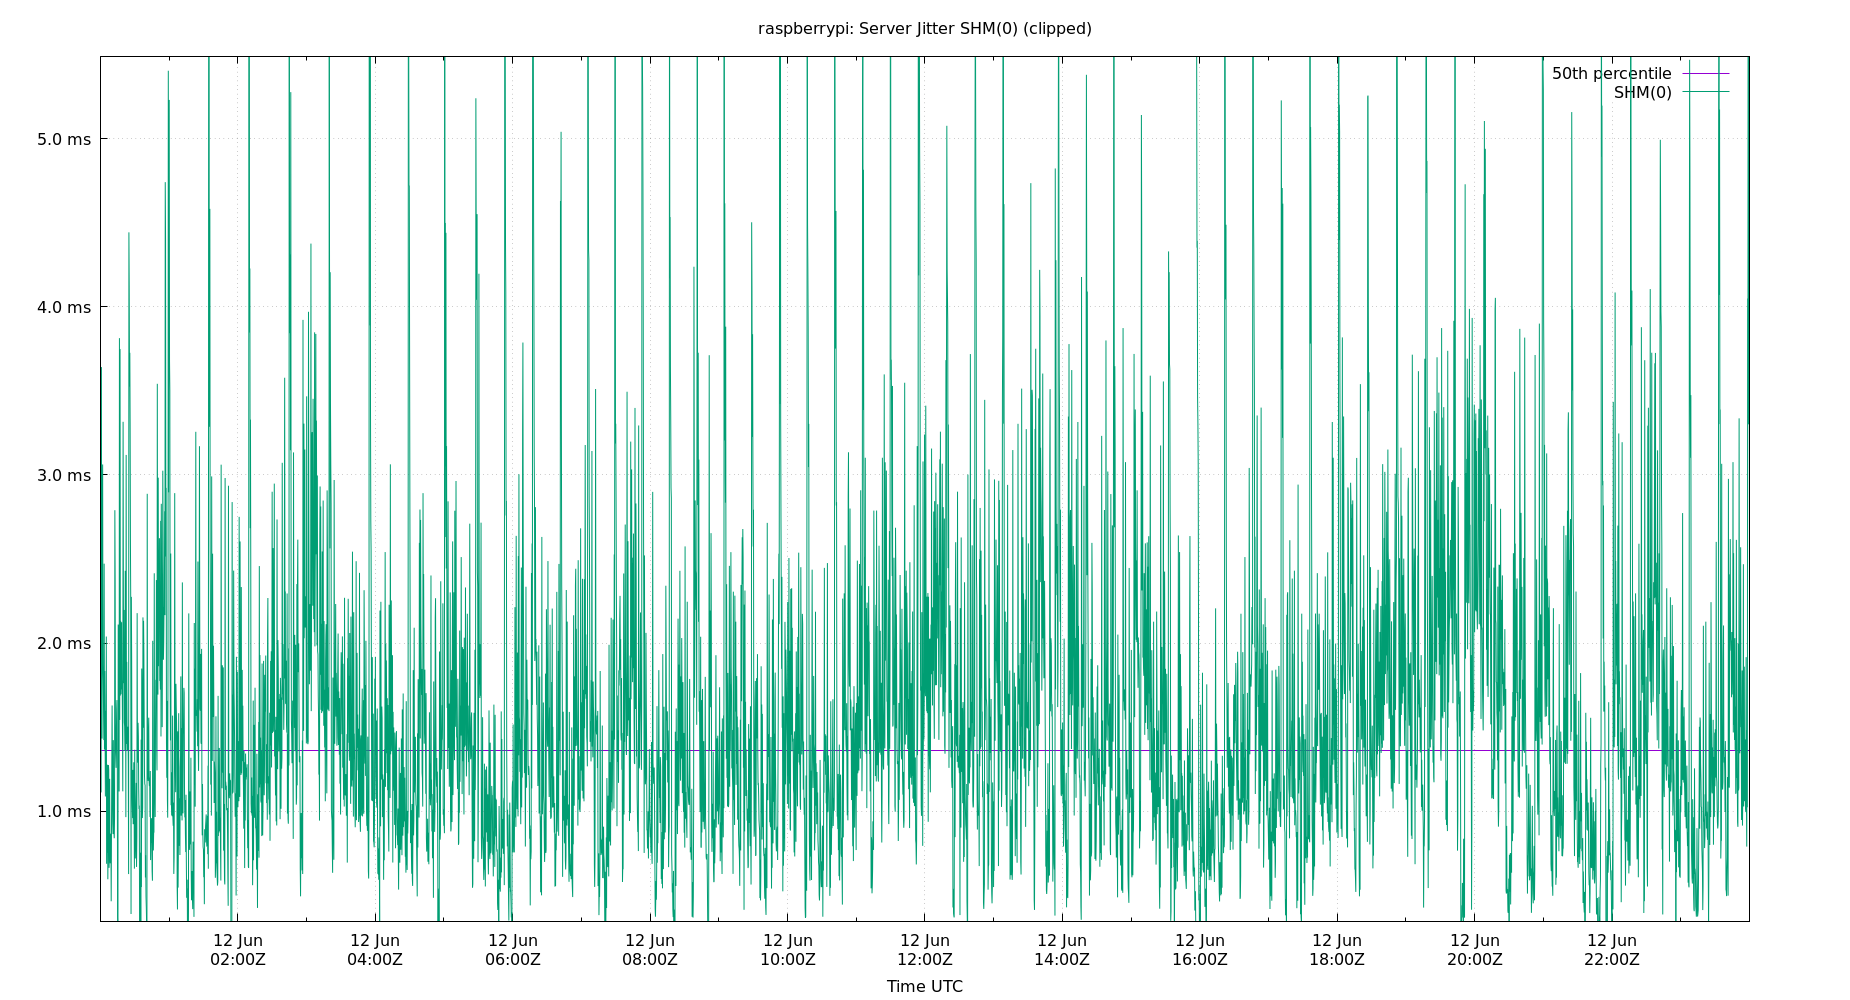 raspberrypi: Server Jitter SHM(0) (clipped)
50th percentile
SHM(0)
5.0 ms
4.0 ms
3.0 ms
2.0 ms
1.0 ms
12 Jun 12 Jun 12 Jun 12 Jun 12 Jun 12 Jun 12 Jun 12 Jun 12 Jun 12 Jun 12 Jun
02:00Z 04:00Z 06:00Z 08:00Z 10:00Z 12:00Z 14:00Z 16:00Z 18:00Z 20:00Z 22:00Z
Time UTC